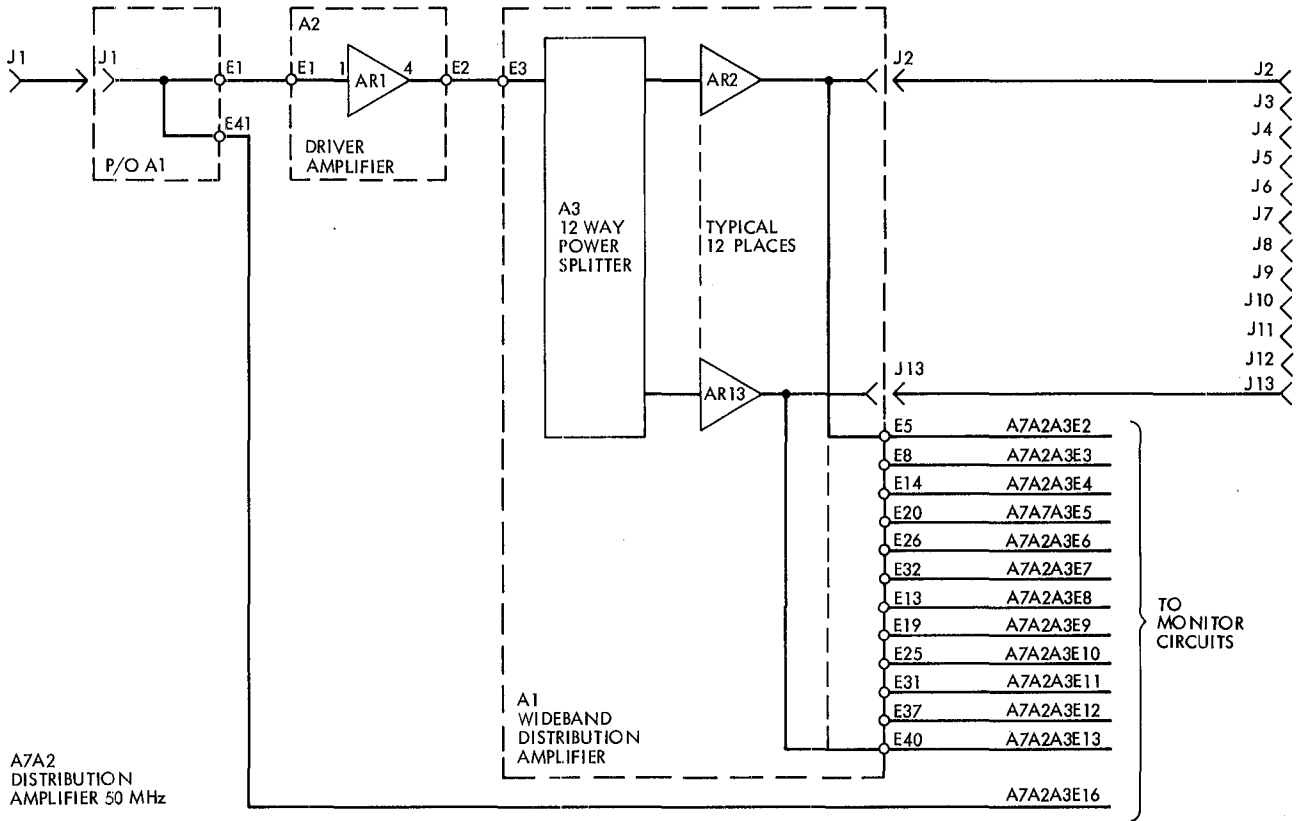 J1
J1
E1
E41
P/O A1
A2
E1
1
AR1
4
E2
DRIVER
AMPLIFIER
E3
A3
12 WAY
POWER
SPLITTER
AR2
TYPICAL
12 PLACES
AR13
J2
J13
J2
J3
J4
J5
J6
J7
J8
J9
J10
J11
J12
J13
E5 A7A2A3E2
E8 A7A2A3E3
E14 A7A2A3E4
E20 A7A7A3E5
E26 A7A2A3E6
E32 A7A2A3E7
E13 A7A2A3E8
E19 A7A2A3E9
E25 A7A2A3E10
E31 A7A2A3E11
E37 A7A2A3E12
E40 A7A2A3E13
A7A2A3E16
TO
MONITOR
CIRCUITS
A1
WIDEBAND
DISTRIBUTION
AMPLIFIER
A7A2
DISTRIBUTION
AMPLIFIER 50 MHz